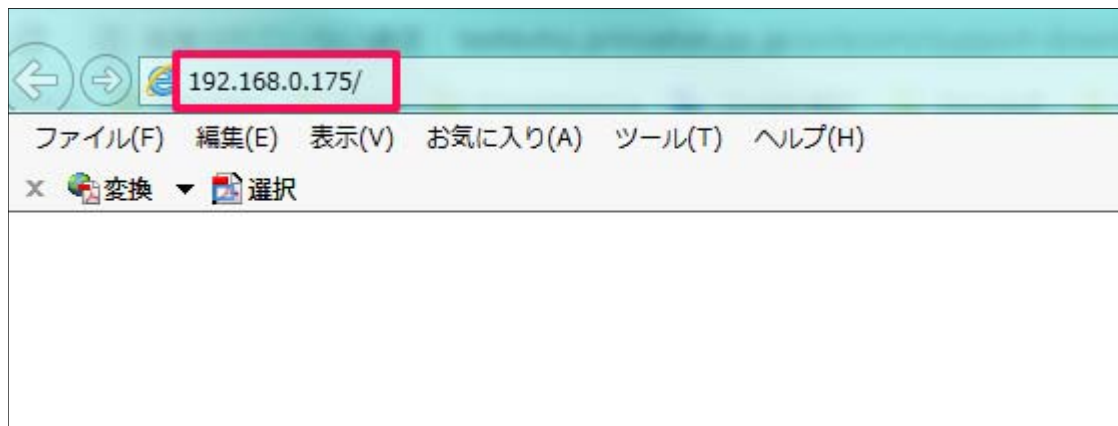 192.168.0.175/
ファイル(F) 編集(E) 表示(V) お気に入り(A) ツール(T) ヘルプ(H)
x 変換 ▼ 選択